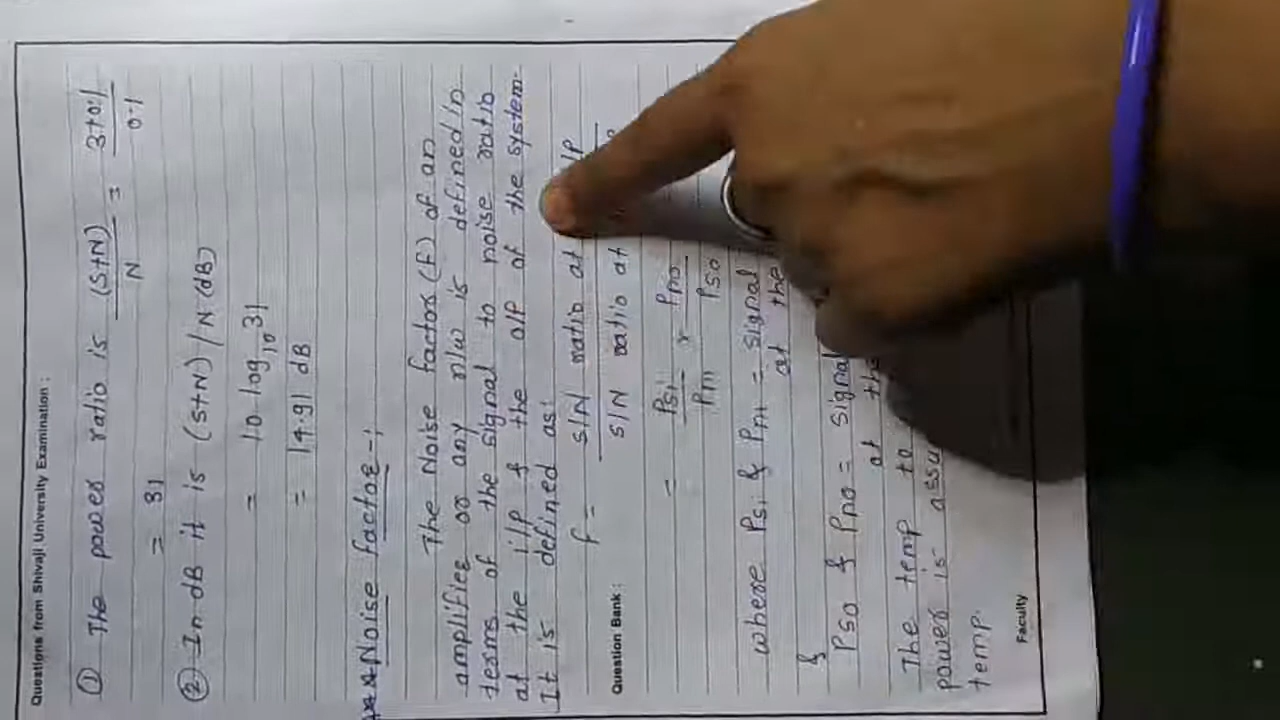 Questions from Shivaji University Examination :
① The power ratio is (S+N) / N = 3+0.1 / 0.1
= 31
② In dB it is (S+N) / N (dB)
= 10 log10 31
= 14.91 dB
Noise factor -:
The Noise factor (F) of an
amplifier or any n/w is defined in
terms of the signal to noise ratio
at the i/p & the o/p of the system.
It is defined as:
F = S/N ratio at /P
S/N ratio at
Question Bank :
= Psi / Pni x Pno / Pso
where Psi & Pni = signal
at the
&
Pso & Pno = signal
at the
The temp to
power is assu
temp.
Faculty